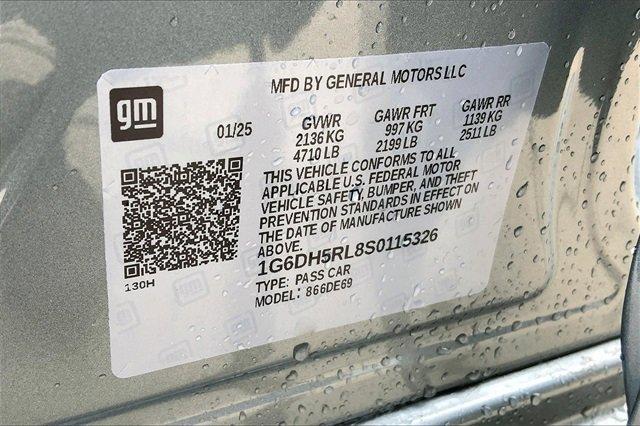 MFD BY GENERAL MOTORS LLC
gm
01/25
GVWR
2136 KG
4710 LB
GAWR FRT
997 KG
2199 LB
GAWR RR
1139 KG
2511 LB
THIS VEHICLE CONFORMS TO ALL
APPLICABLE U.S. FEDERAL MOTOR
VEHICLE SAFETY, BUMPER, AND THEFT
PREVENTION STANDARDS IN EFFECT ON
THE DATE OF MANUFACTURE SHOWN
ABOVE.
1G6DH5RL8S0115326
130H
TYPE: PASS CAR
MODEL: 866DE69